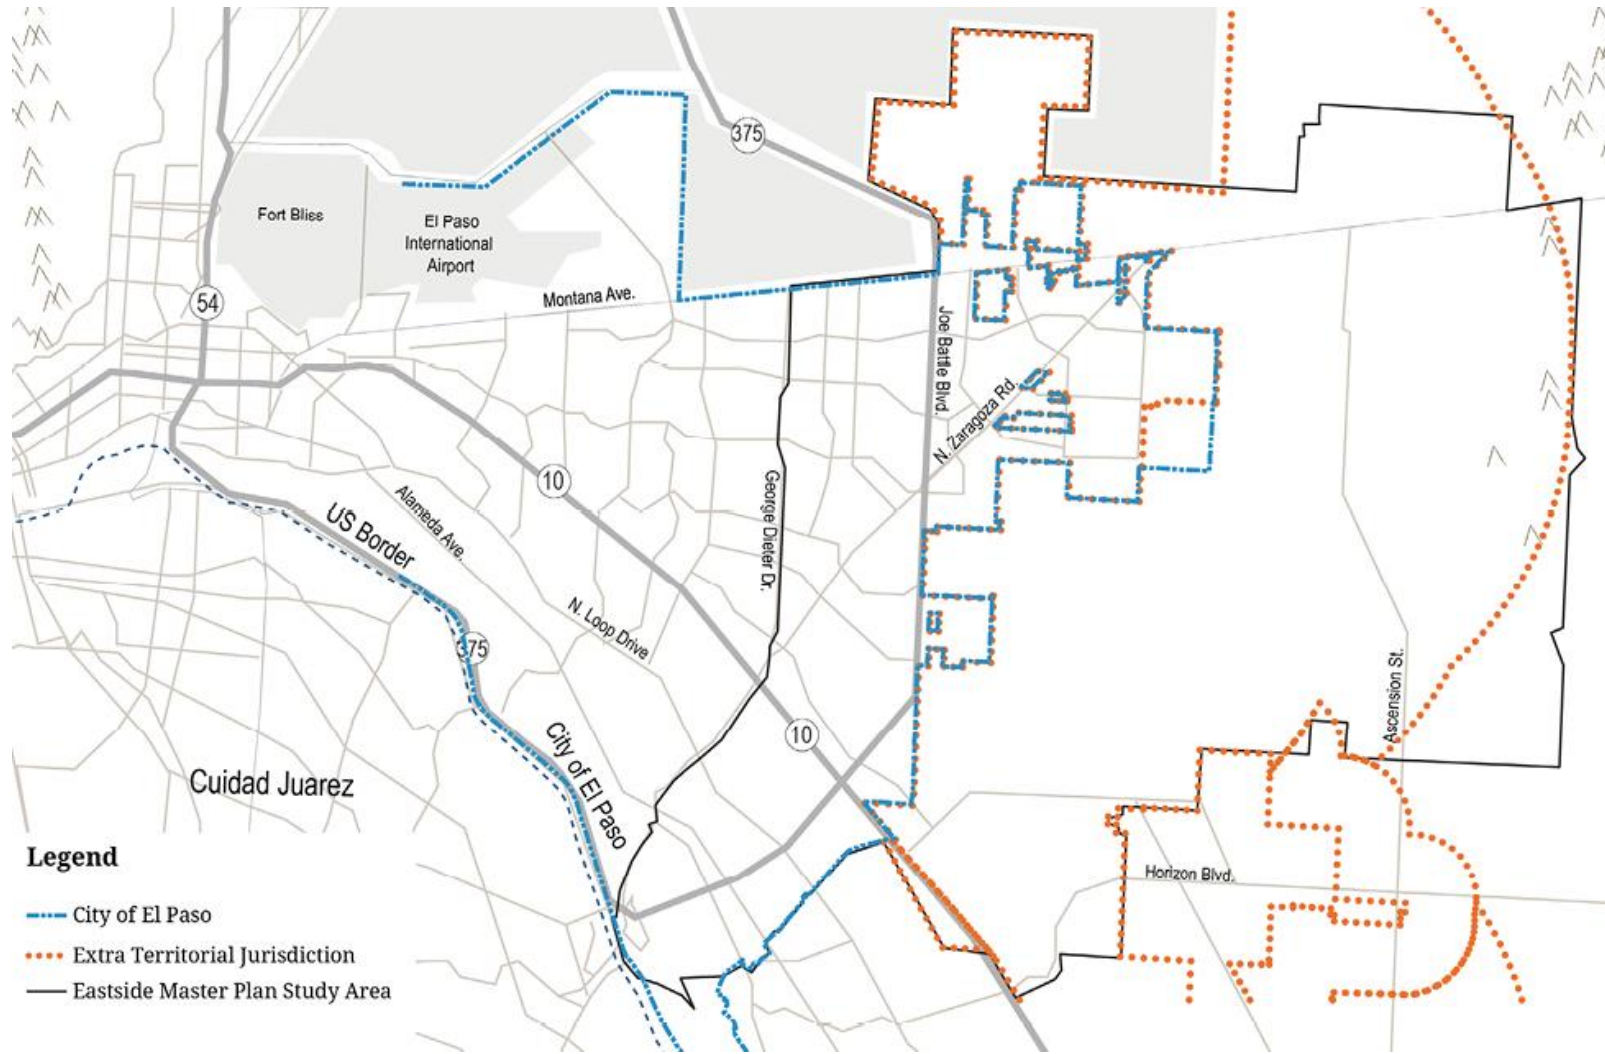 375
Fort Bliss
El Paso
International
Airport
54
Montana Ave.
Joe Battle Blvd.
N. Zaragoza Rd.
10
George Dieter Dr.
Alameda Ave.
US Border
N. Loop Drive
375
Ascension St.
10
City of El Paso
Cuidad Juarez
Horizon Blvd.
Legend
City of El Paso
Extra Territorial Jurisdiction
Eastside Master Plan Study Area